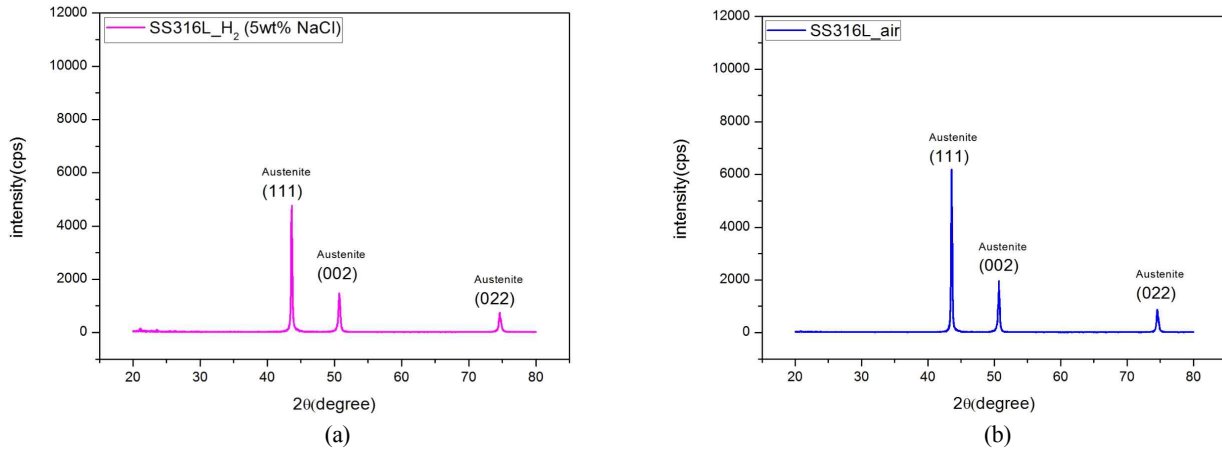 SS316L_H₂ (5wt% NaCl)
12000
10000
8000
6000
4000
2000
0
intensity(cps)
Austenite
(111)
Austenite
(002)
Austenite
(022)
20 30 40 50 60 70 80
2θ(degree)
(a)
SS316L_air
12000
10000
8000
6000
4000
2000
0
intensity(cps)
Austenite
(111)
Austenite
(002)
Austenite
(022)
20 30 40 50 60 70 80
2θ(degree)
(b)